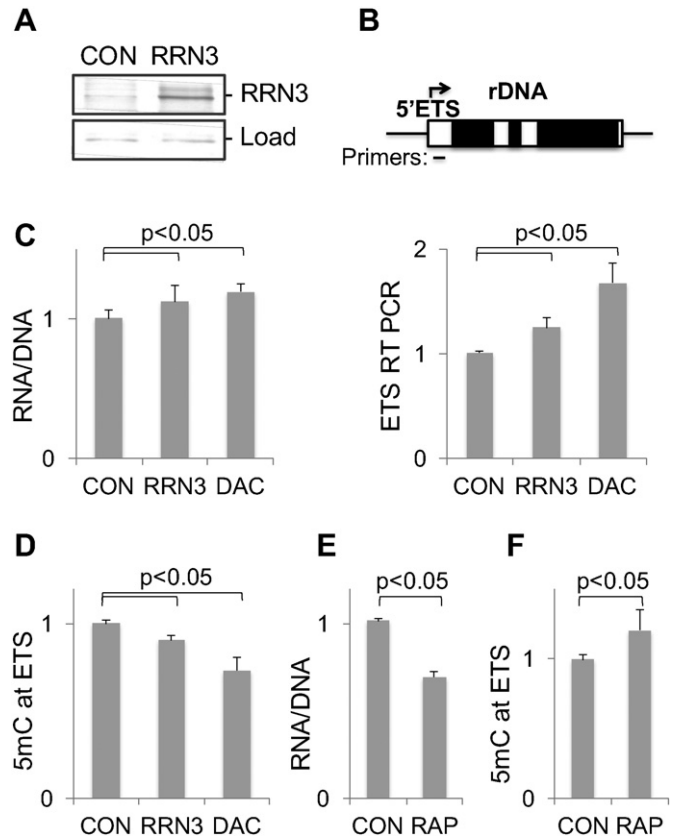 A
CON RRN3
RRN3
Load
B
5'ETS
rDNA
Primers:
C
p<0.05
RNA/DNA
1
0
CON RRN3 DAC
p<0.05
ETS RT PCR
2
1
0
CON RRN3 DAC
D
p<0.05
5mC at ETS
1
0
CON RRN3 DAC
E
p<0.05
RNA/DNA
1
0
CON RAP
F
p<0.05
5mC at ETS
1
0
CON RAP